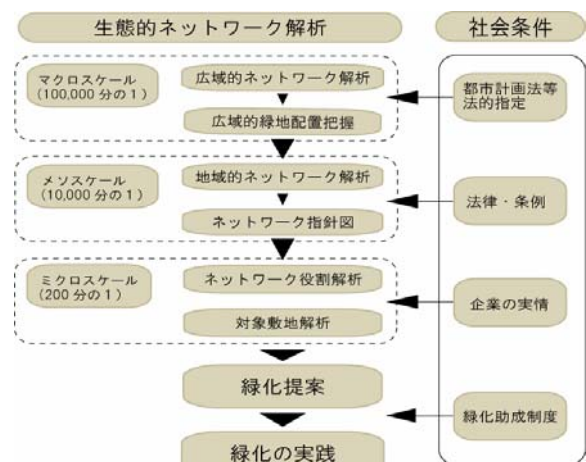 生態的ネットワーク解析
社会条件
マクロスケール
(100,000 分の1)
広域的ネットワーク解析
広域的緑地配置把握
都市計画法等
法的指定
メソスケール
(10,000 分の1)
地域的ネットワーク解析
ネットワーク指針図
法律・条例
ミクロスケール
(200 分の1)
ネットワーク役割解析
対象敷地解析
企業の実情
緑化提案
緑化助成制度
緑化の実践